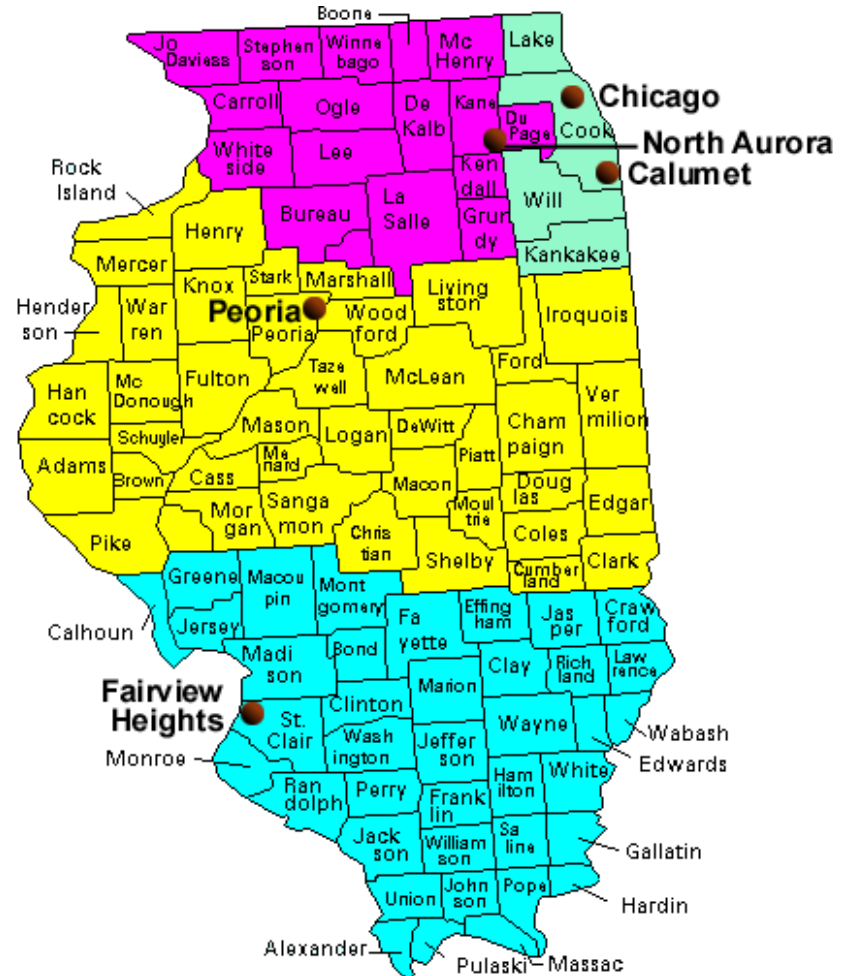 Boone
Jo
Daviess
Stephen
son
Winne
bago
Mc
Henry
Lake
Carroll
Ogle
De
Kalb
Kane
Du
Page
Cook
Chicago
North Aurora
Calumet
White
side
Lee
Ken
dall
Will
Rock
Island
Bureau
La
Salle
Grun
dy
Kankakee
Henry
Mercer
Knox
Stark
Marshall
Living
ston
Iroquois
Hender
son
War
ren
Peoria
Peoria
Wood
ford
Ford
Han
cock
Mc
Donough
Fulton
Taze
well
McLean
Ver
milion
Schuyler
Mason
Logan
DeWitt
Cham
paign
Piatt
Adams
Brown
Cass
Me
nard
Macon
Doug
las
Edgar
Pike
Mor
gan
Sanga
mon
Chris
tian
Moul
trie
Coles
Shelby
Cumber
land
Clark
Greene
Macou
pin
Mont
gomery
Fa
yette
Effing
ham
Jas
per
Craw
ford
Calhoun
Jersey
Madi
son
Bond
Clay
Rich
land
Law
rence
Marion
Fairview
Heights
Clinton
St.
Clair
Wash
ington
Jeffer
son
Wayne
Wabash
Edwards
Monroe
Ran
dolph
Perry
Frank
lin
Ham
ilton
White
Jack
son
William
son
Sa
line
Gallatin
Union
John
son
Pope
Hardin
Alexander
Pulaski
Massac